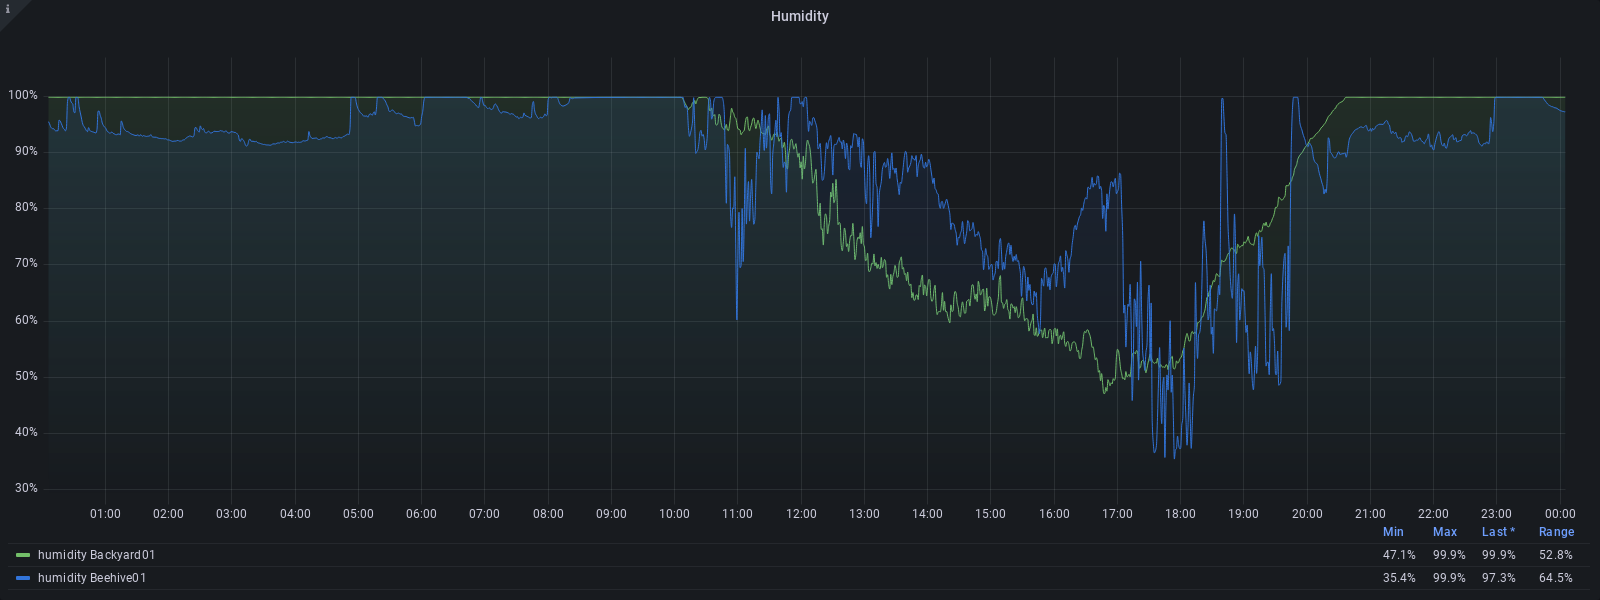 i
Humidity
100%
90%
80%
70%
60%
50%
40%
30%
01:00 02:00 03:00 04:00 05:00 06:00 07:00 08:00 09:00 10:00 11:00 12:00 13:00 14:00 15:00 16:00 17:00 18:00 19:00 20:00 21:00 22:00 23:00 00:00
Min Max Last * Range
humidity Backyard01 47.1% 99.9% 99.9% 52.8%
humidity Beehive01 35.4% 99.9% 97.3% 64.5%